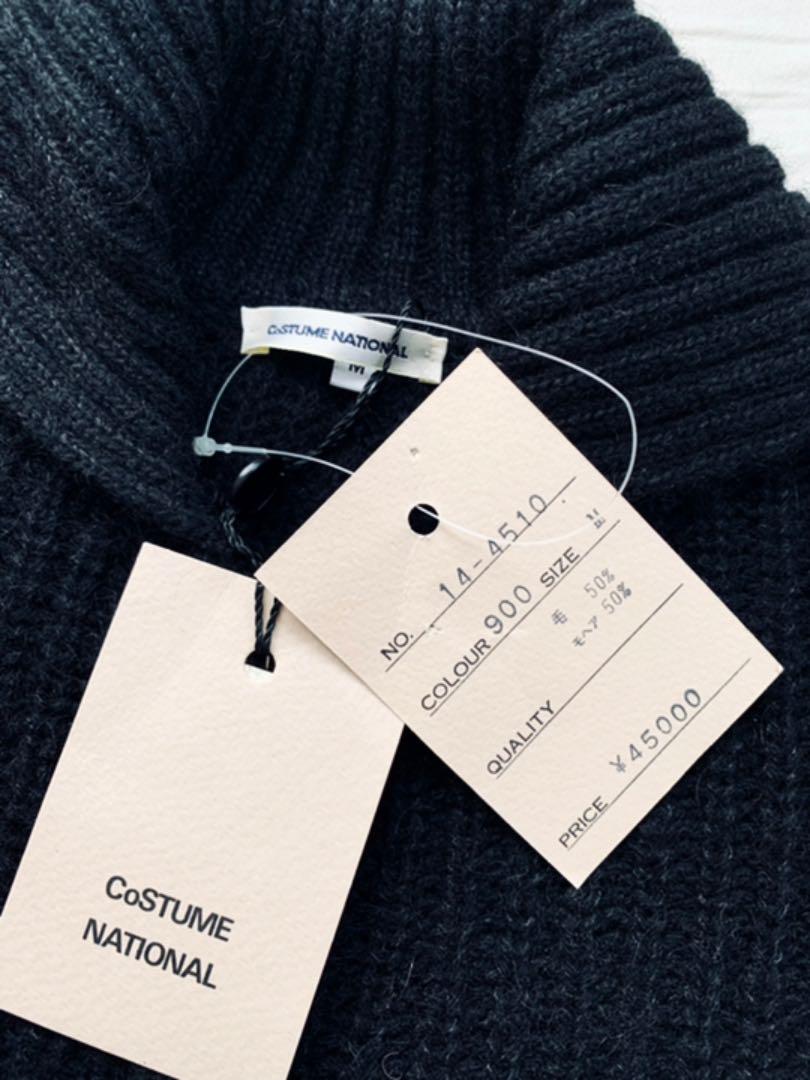 CoSTUME NATIONAL
M
NO. 14-4510
COLOUR 900 SIZE M
毛 50%
モヘア 50%
QUALITY
PRICE ¥45000
CoSTUME
NATIONAL